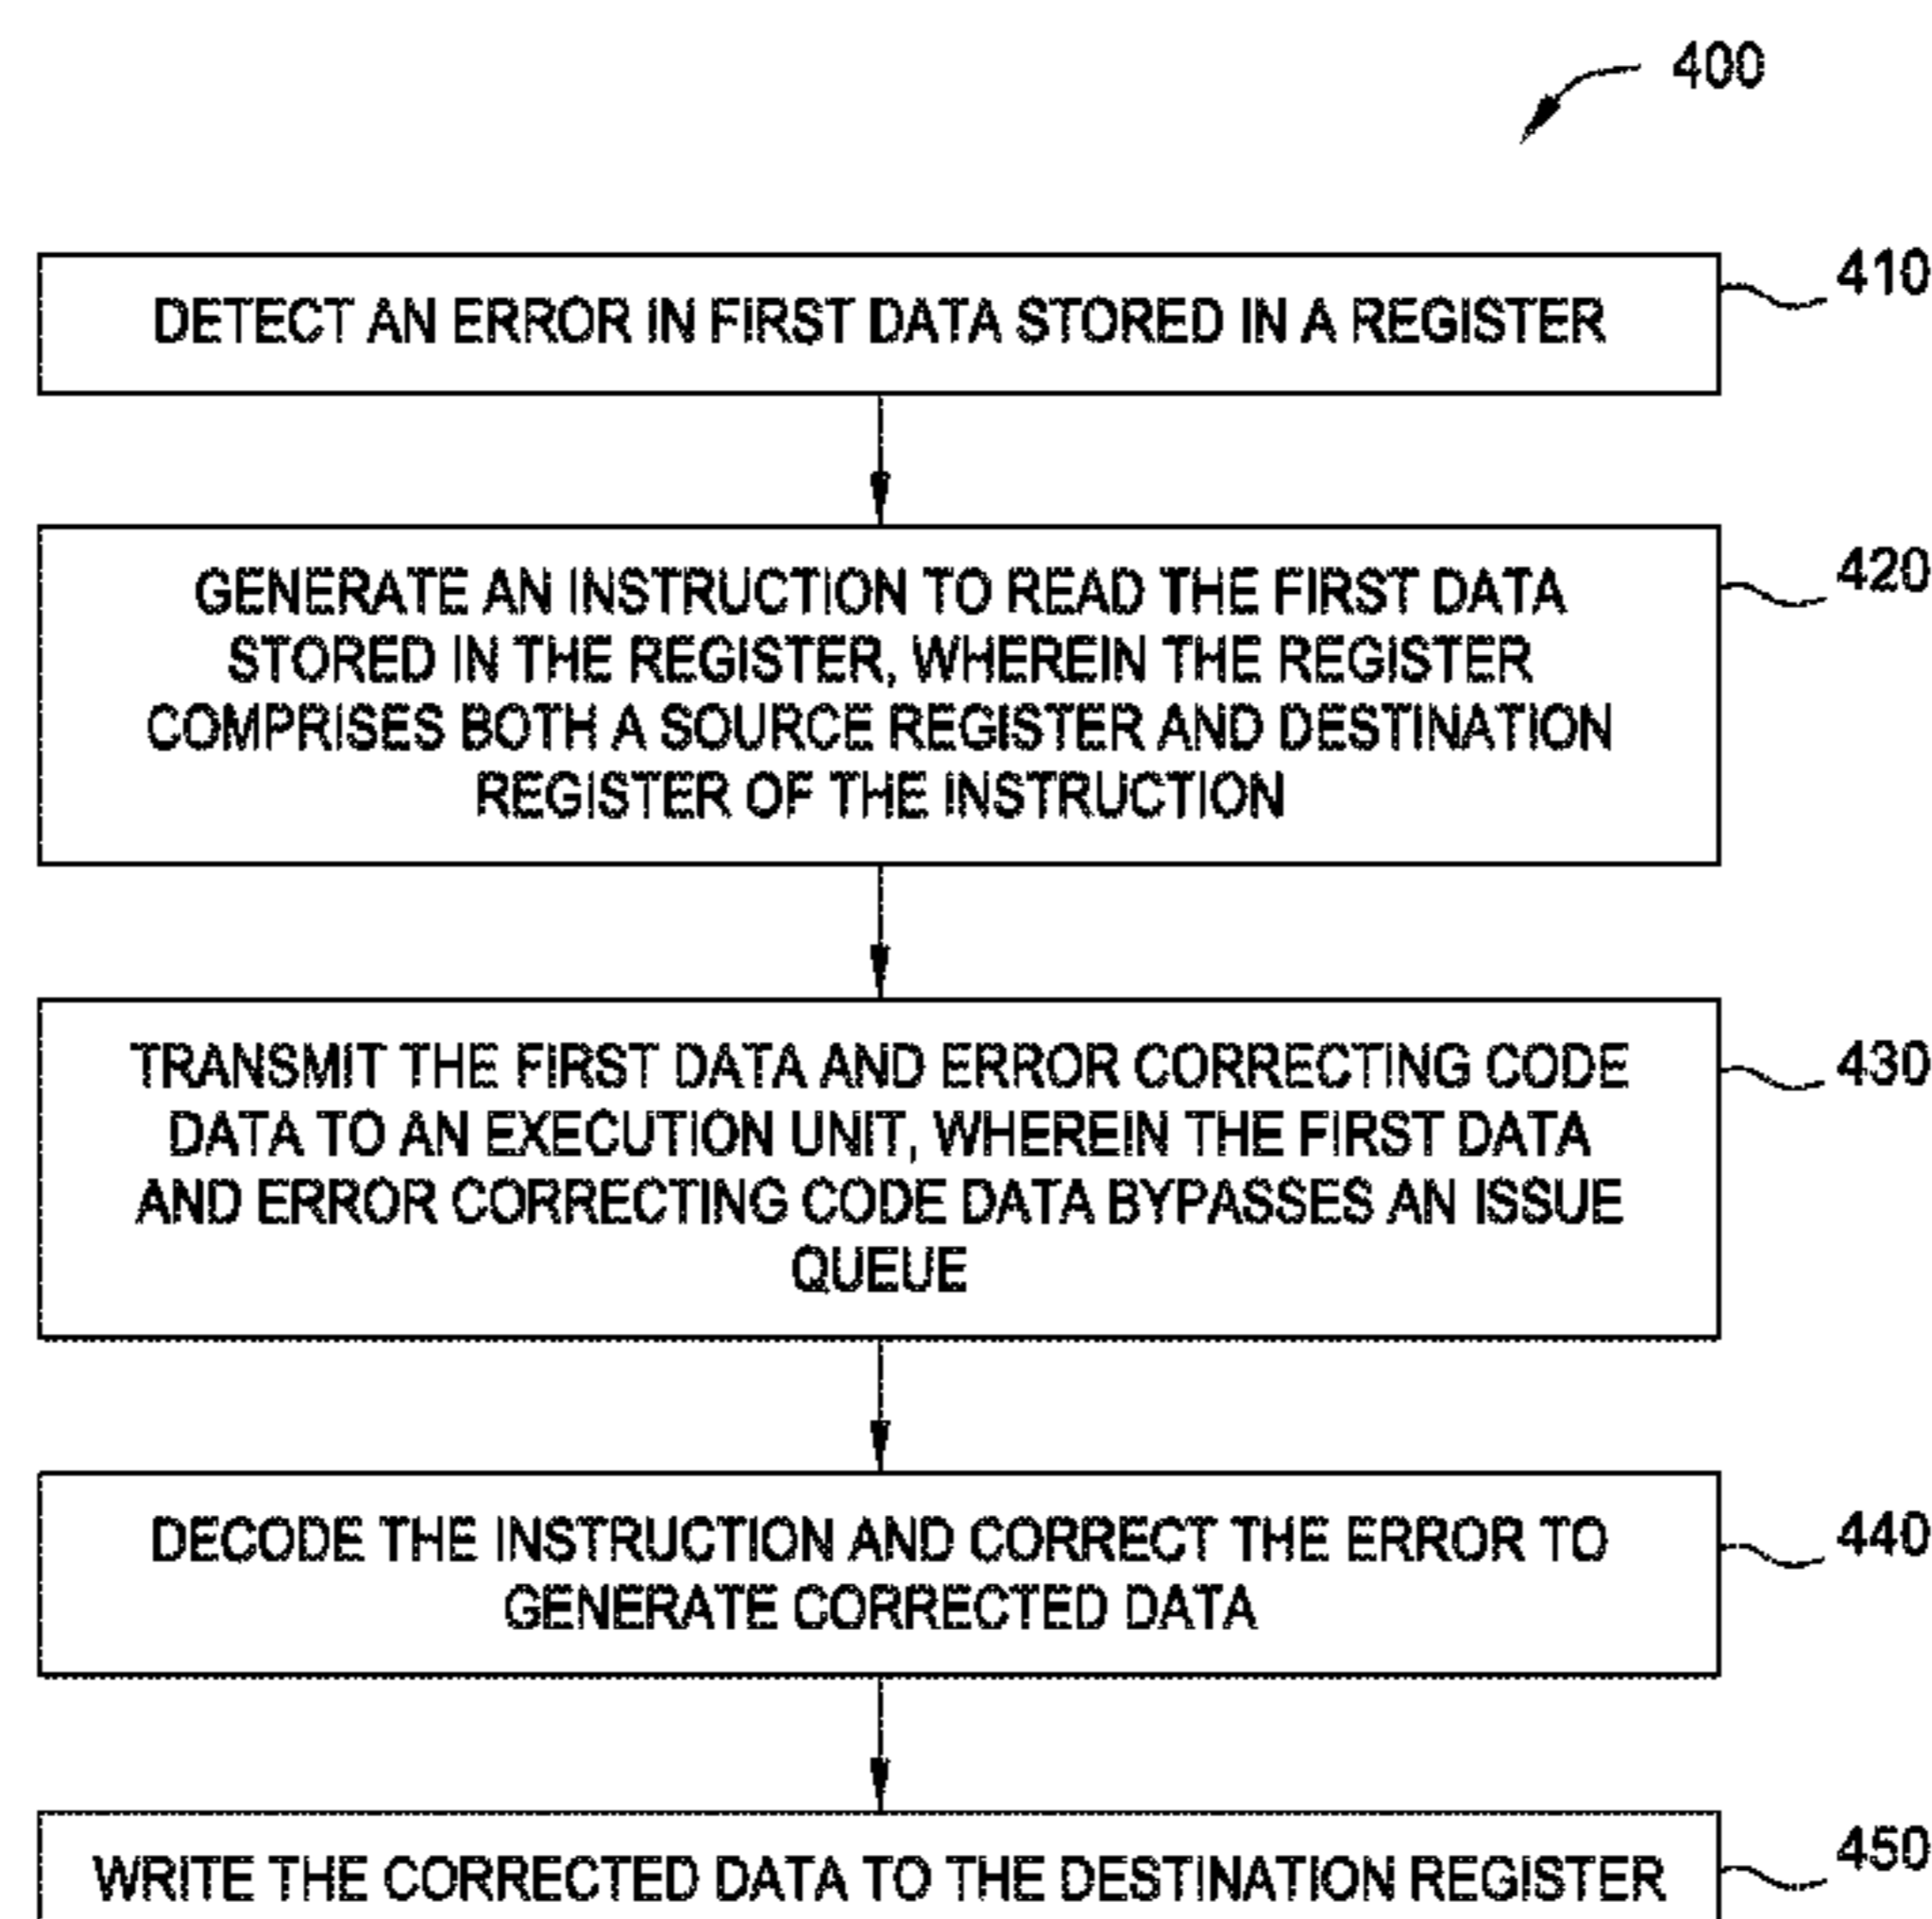 400
DETECT AN ERROR IN FIRST DATA STORED IN A REGISTER
410
GENERATE AN INSTRUCTION TO READ THE FIRST DATA
STORED IN THE REGISTER, WHEREIN THE REGISTER
COMPRISES BOTH A SOURCE REGISTER AND DESTINATION
REGISTER OF THE INSTRUCTION
420
TRANSMIT THE FIRST DATA AND ERROR CORRECTING CODE
DATA TO AN EXECUTION UNIT, WHEREIN THE FIRST DATA
AND ERROR CORRECTING CODE DATA BYPASSES AN ISSUE
QUEUE
430
DECODE THE INSTRUCTION AND CORRECT THE ERROR TO
GENERATE CORRECTED DATA
440
WRITE THE CORRECTED DATA TO THE DESTINATION REGISTER
450